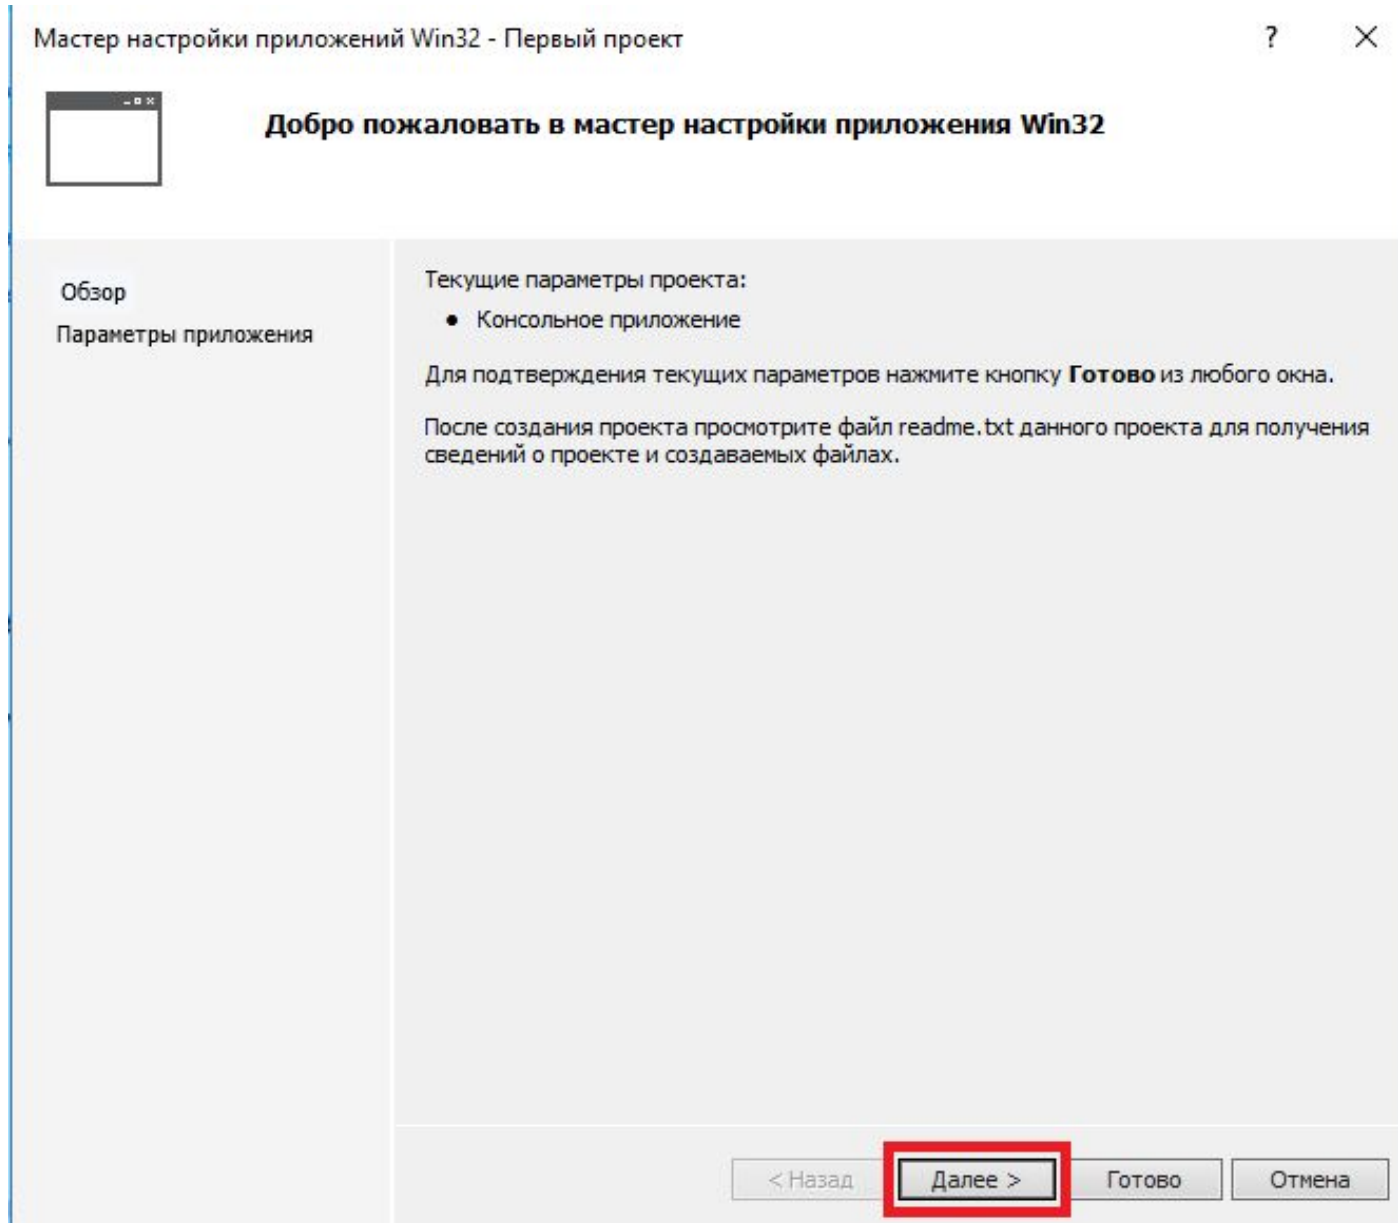 Мастер настройки приложений Win32 - Первый проект
?
Добро пожаловать в мастер настройки приложения Win32
Обзор
Параметры приложения
Текущие параметры проекта:
• Консольное приложение
Для подтверждения текущих параметров нажмите кнопку Готово из любого окна.
После создания проекта просмотрите файл readme.txt данного проекта для получения
сведений о проекте и создаваемых файлах.
< Назад Далее > Готово Отмена